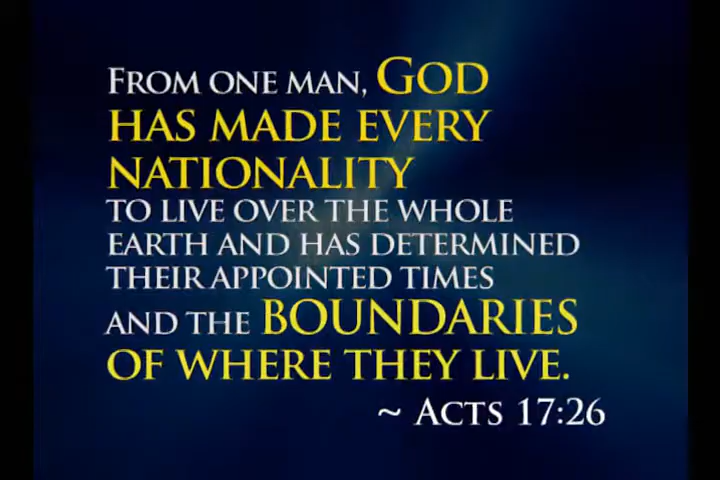 FROM ONE MAN, GOD
HAS MADE EVERY
NATIONALITY
TO LIVE OVER THE WHOLE
EARTH AND HAS DETERMINED
THEIR APPOINTED TIMES
AND THE BOUNDARIES
OF WHERE THEY LIVE.
~ ACTS 17:26